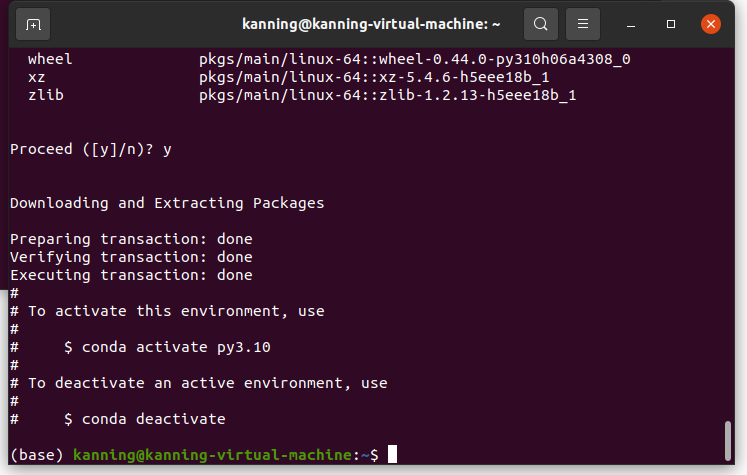 kanning@kanning-virtual-machine: ~
wheel pkgs/main/linux-64::wheel-0.44.0-py310h06a4308_0
xz pkgs/main/linux-64::xz-5.4.6-h5eee18b_1
zlib pkgs/main/linux-64::zlib-1.2.13-h5eee18b_1
Proceed ([y]/n)? y
Downloading and Extracting Packages
Preparing transaction: done
Verifying transaction: done
Executing transaction: done
#
# To activate this environment, use
#
#     $ conda activate py3.10
#
# To deactivate an active environment, use
#
#     $ conda deactivate
(base) kanning@kanning-virtual-machine:~$